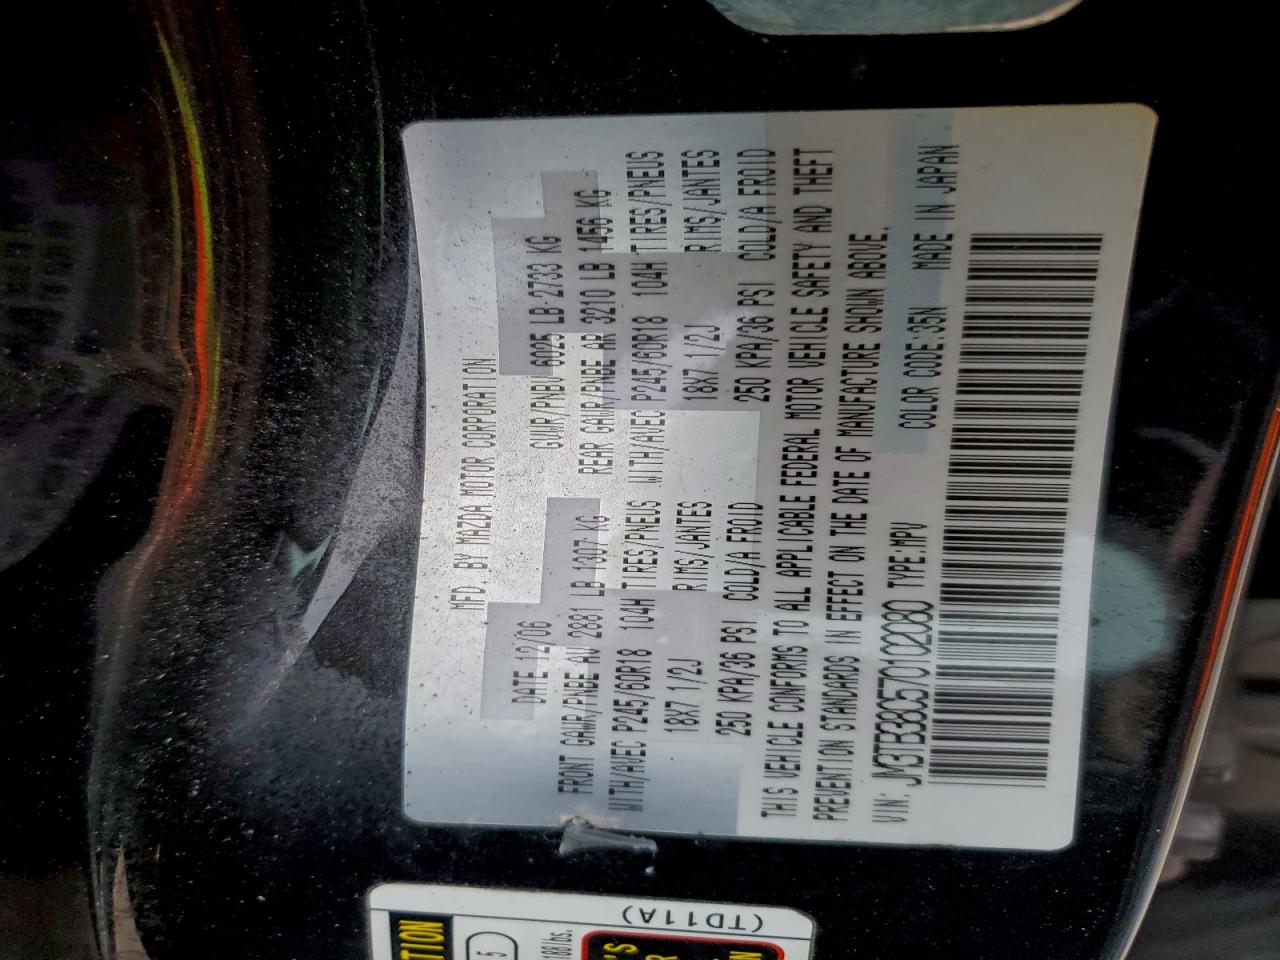 MFD. BY MAZDA MOTOR CORPORATION
DATE 12/06 GVWR/PNBV 6025 LB-2733 KG
FRONT GAWR/PNBE AV 2881 LB 1307 KG REAR GAWR/PNBE AR 3210 LB 1456 KG
WITH/AVEC P245/60R18 104H TIRES/PNEUS WITH/AVEC P245/60R18 104H TIRES/PNEUS
18X7 1/2J RIMS/JANTES 18X7 1/2J RIMS/JANTES
250 KPA/36 PSI COLD/A FROID 250 KPA/36 PSI COLD/A FROID
THIS VEHICLE CONFORMS TO ALL APPLICABLE FEDERAL MOTOR VEHICLE SAFETY AND THEFT
PREVENTION STANDARDS IN EFFECT ON THE DATE OF MANUFACTURE SHOWN ABOVE.
VIN: JM3TB38C570102080 TYPE:MPV COLOR CODE:35N MADE IN JAPAN
(TD11A)
5
188lbs.